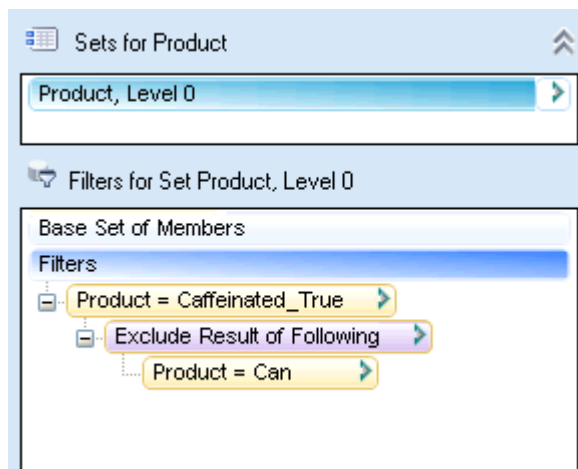 Sets for Product
Product, Level 0
Filters for Set Product, Level 0
Base Set of Members
Filters
Product = Caffeinated_True
Exclude Result of Following
Product = Can